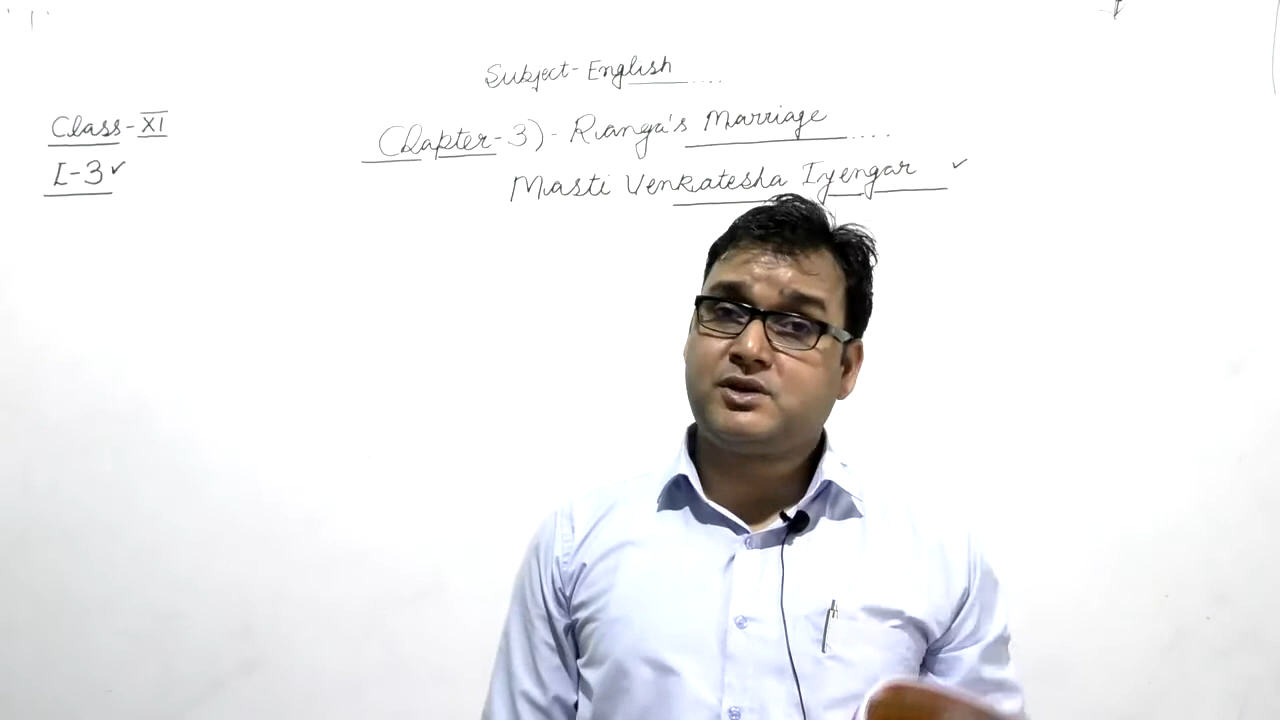 Subject- English ....
Class-XI
Chapter-3)- Ranga's Marriage ....
L-3 ✓
Masti Venkatesha Iyengar ✓